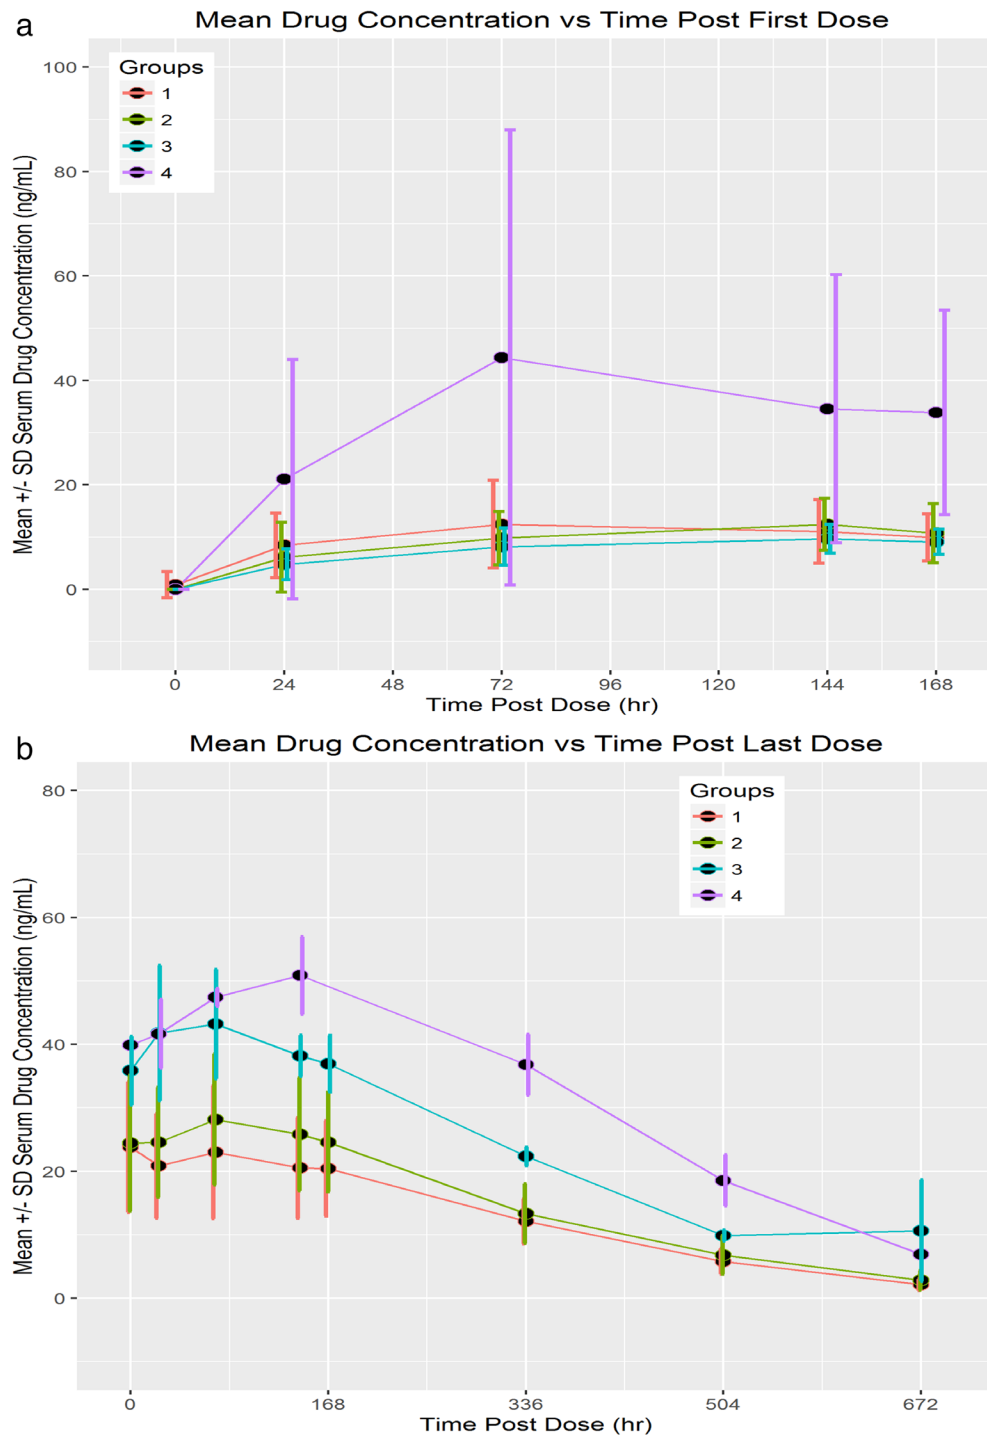 a
Mean Drug Concentration vs Time Post First Dose
Mean +/- SD Serum Drug Concentration (ng/mL)
100
80
60
40
20
0
Groups
1
2
3
4
0 24 48 72 96 120 144 168
Time Post Dose (hr)
b
Mean Drug Concentration vs Time Post Last Dose
Mean +/- SD Serum Drug Concentration (ng/mL)
80
60
40
20
0
Groups
1
2
3
4
0 168 336 504 672
Time Post Dose (hr)